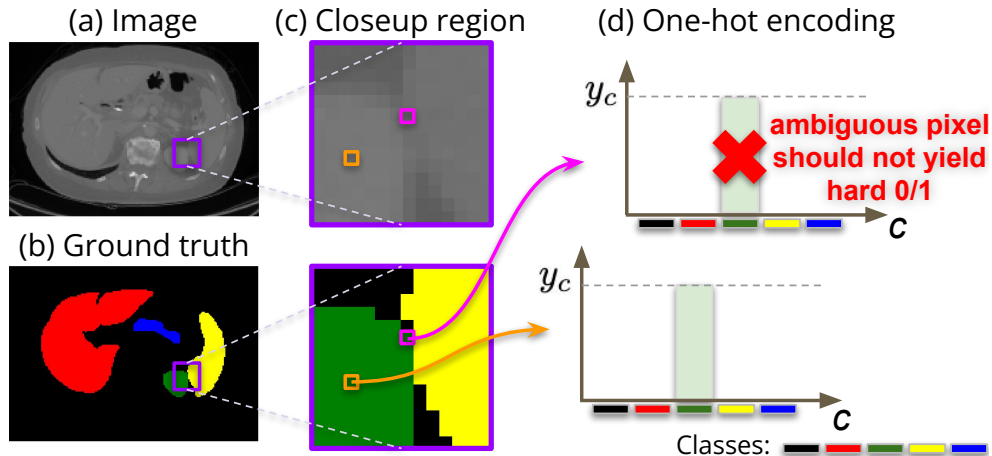 (a) Image
(c) Closeup region
(d) One-hot encoding
y_c
ambiguous pixel
should not yield
hard 0/1
C
(b) Ground truth
y_c
C
Classes: